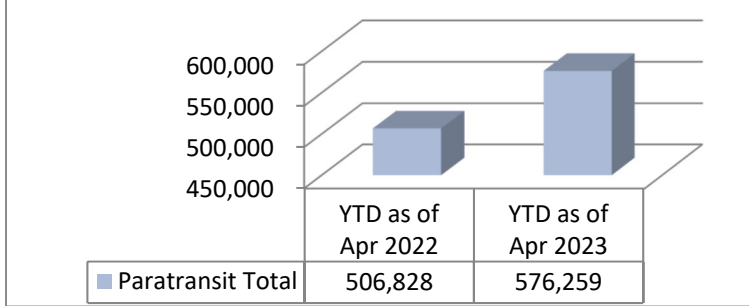 600,000
550,000
500,000
450,000
YTD as of YTD as of
Apr 2022 Apr 2023
Paratransit Total 506,828 576,259